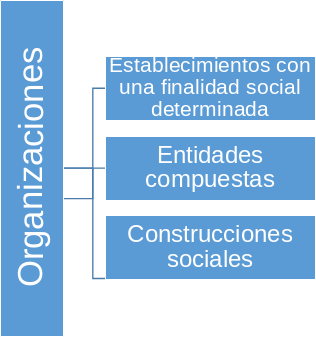 Organizaciones
Establecimientos con
una finalidad social
determinada
Entidades
compuestas
Construcciones
sociales